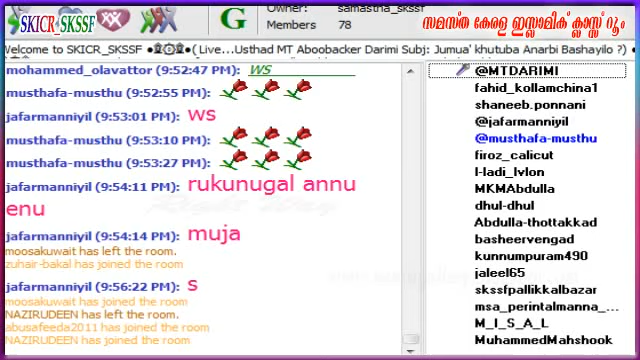 SKICR_SKSSF
G
Owner: samastha_skssf
Members 78
സമസ്ത കേരള ഇസ്ലാമിക് ക്ലാസ്സ് റൂം
Welcome to SKICR_SKSSF
( Live...Usthad MT Aboobacker Darimi Subj: Jumua' khutuba Anarbi Bashayilo ?)
mohammed_olavattor (9:52:47 PM): WS
musthafa-musthu (9:52:55 PM):
jafarmanniyil (9:53:01 PM): ws
musthafa-musthu (9:53:10 PM):
musthafa-musthu (9:53:27 PM):
jafarmanniyil (9:54:11 PM): rukunugal annu
enu
jafarmanniyil (9:54:14 PM): muja
moosakuwait has left the room.
zuhair-bakal has joined the room.
jafarmanniyil (9:56:22 PM): s
moosakuwait has joined the room
NAZIRUDEEN has left the room.
abusafeeda2011 has joined the room
NAZIRUDEEN has joined the room
@MTDARIMI
fahid_kollamchina1
shaneeb.ponnani
@jafarmanniyil
@musthafa-musthu
firoz_calicut
I-ladi_Ivlon
MKMAbdulla
dhul-dhul
Abdulla-thottakkad
basheervengad
kunnumpuram490
jaleel65
skssfpallikkalbazar
msa_perintalmanna_...
M_I_S_A_L
MuhammedMahshook